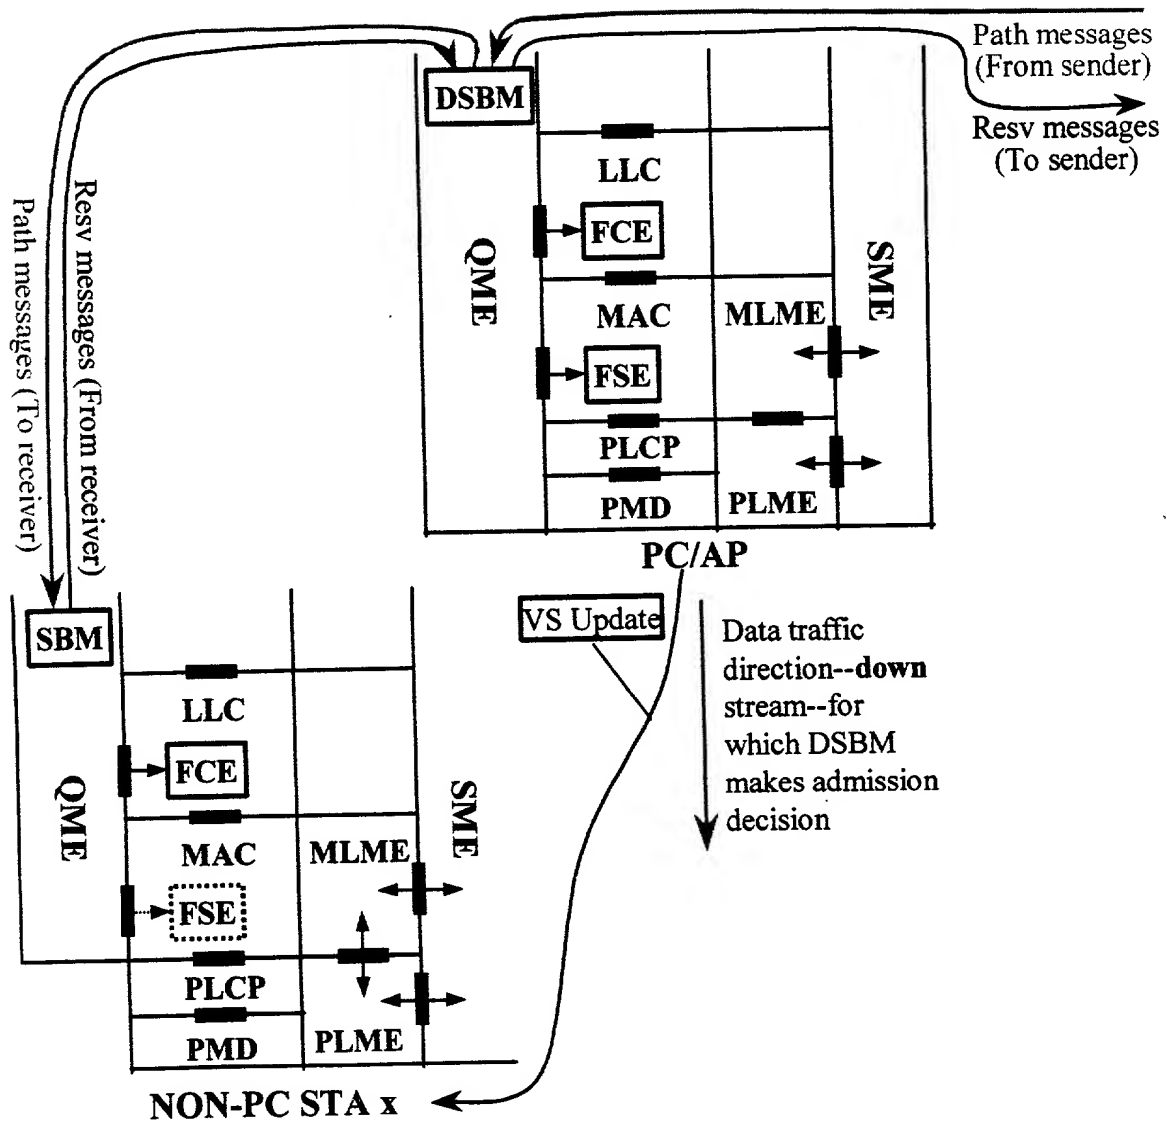 Path messages
(From sender)
Resv messages
(To sender)
DSBM
LLC
FCE
QME
SME
MAC
MLME
FSE
PLCP
PMD
PLME
PC/AP
Path messages (To receiver)
Resv messages (From receiver)
VS Update
Data traffic
direction--down
stream--for
which DSBM
makes admission
decision
SBM
LLC
FCE
QME
SME
MAC
MLME
FSE
PLCP
PMD
PLME
NON-PC STA x